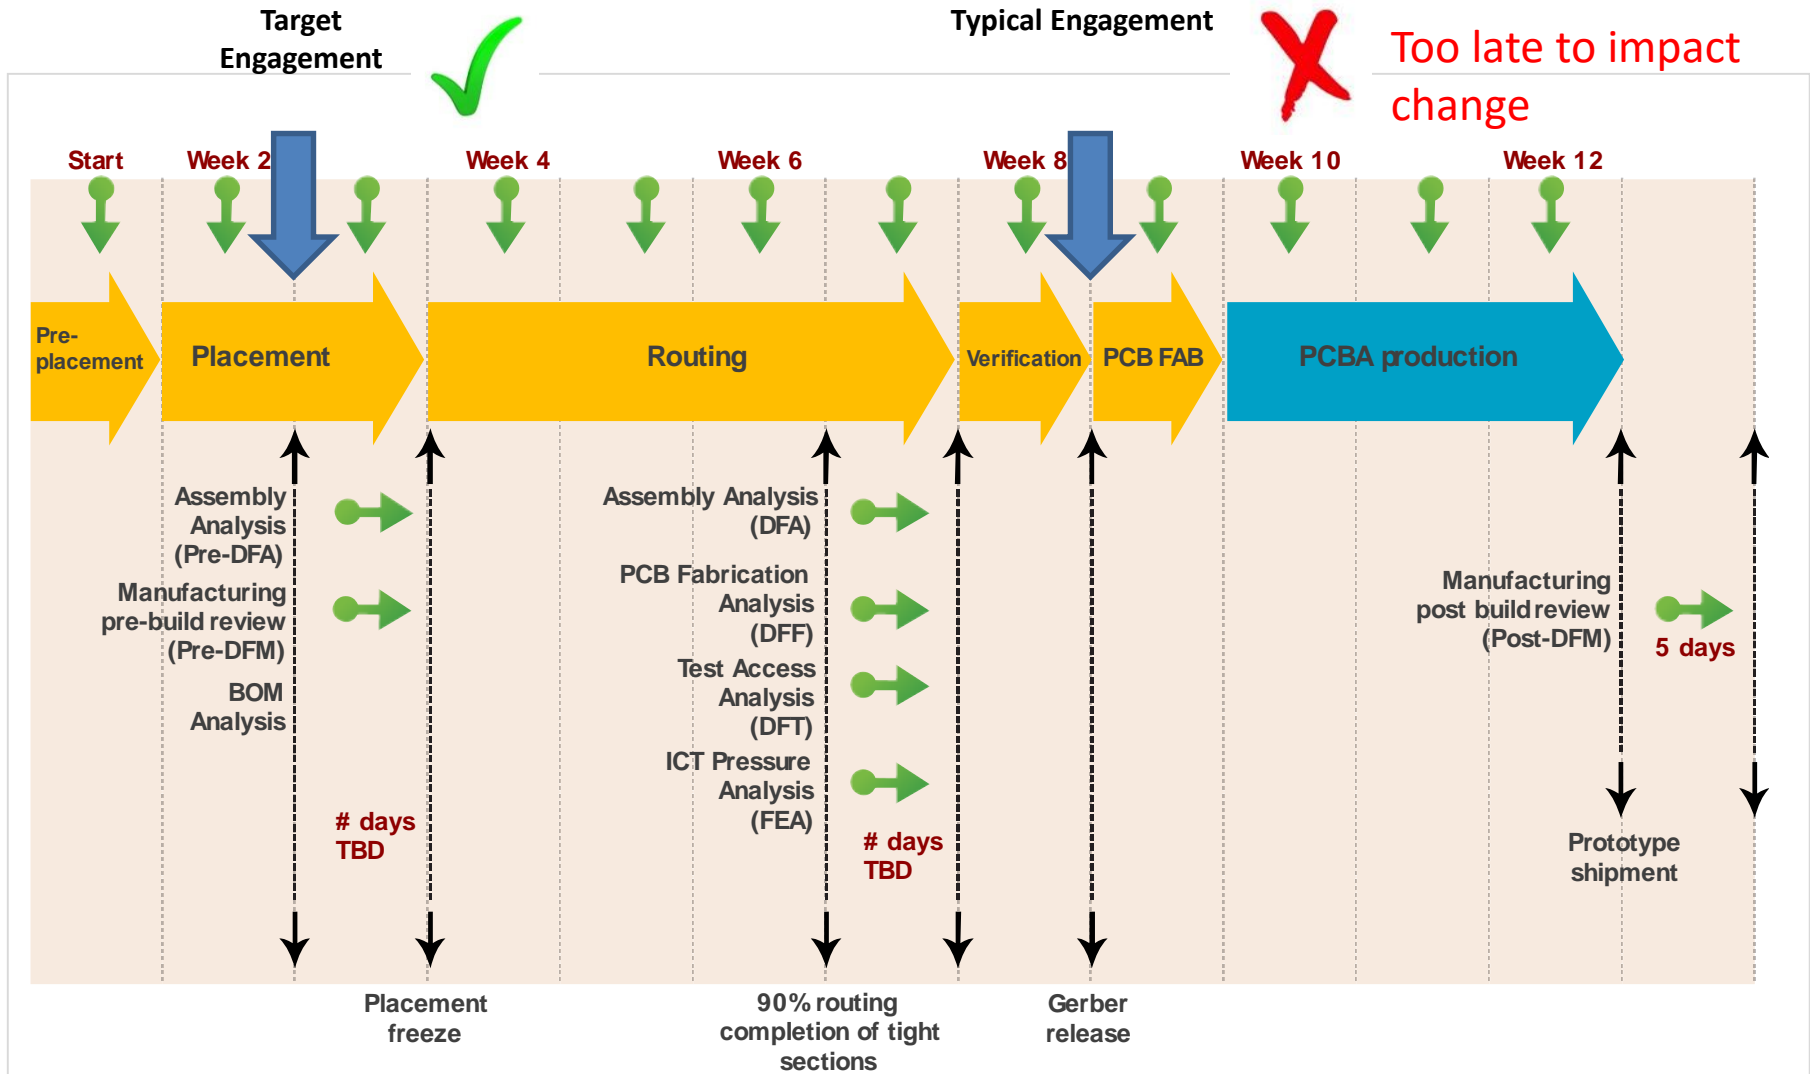 Target
Engagement
Typical Engagement
Too late to impact
change
Start
Week 2
Week 4
Week 6
Week 8
Week 10
Week 12
Pre-
placement
Placement
Routing
Verification
PCB FAB
PCBA production
Assembly
Analysis
(Pre-DFA)
Manufacturing
pre-build review
(Pre-DFM)
BOM
Analysis
# days
TBD
Assembly Analysis
(DFA)
PCB Fabrication
Analysis
(DFF)
Test Access
Analysis
(DFT)
ICT Pressure
Analysis
(FEA)
# days
TBD
Manufacturing
post build review
(Post-DFM)
5 days
Prototype
shipment
Placement
freeze
90% routing
completion of tight
sections
Gerber
release